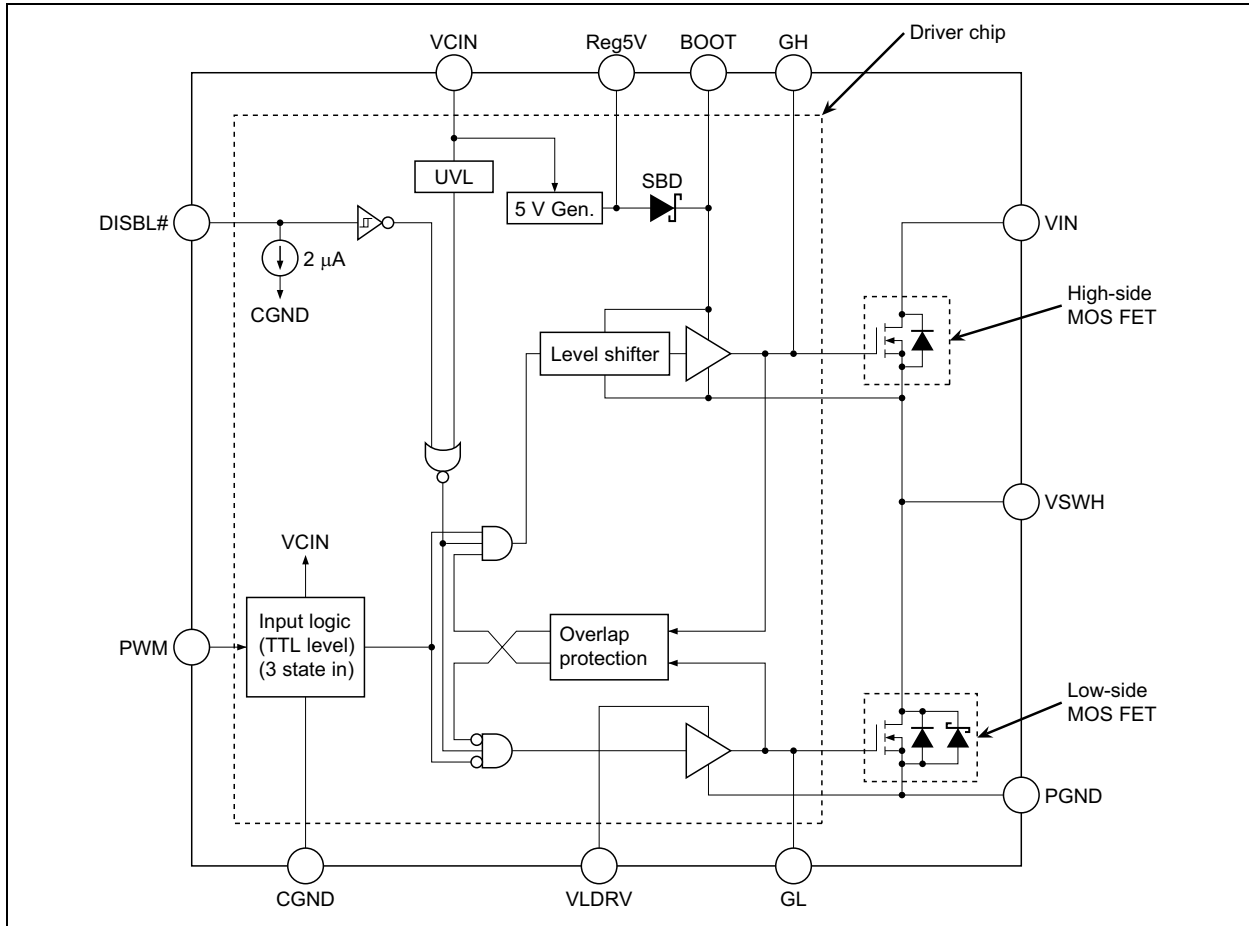 Driver chip
VCIN
Reg5V
BOOT
GH
UVL
SBD
5 V Gen.
DISBL#
2 μA
CGND
VIN
High-side
MOS FET
Level shifter
VSWH
VCIN
Input logic
(TTL level)
(3 state in)
PWM
Overlap
protection
Low-side
MOS FET
PGND
CGND
VLDRV
GL